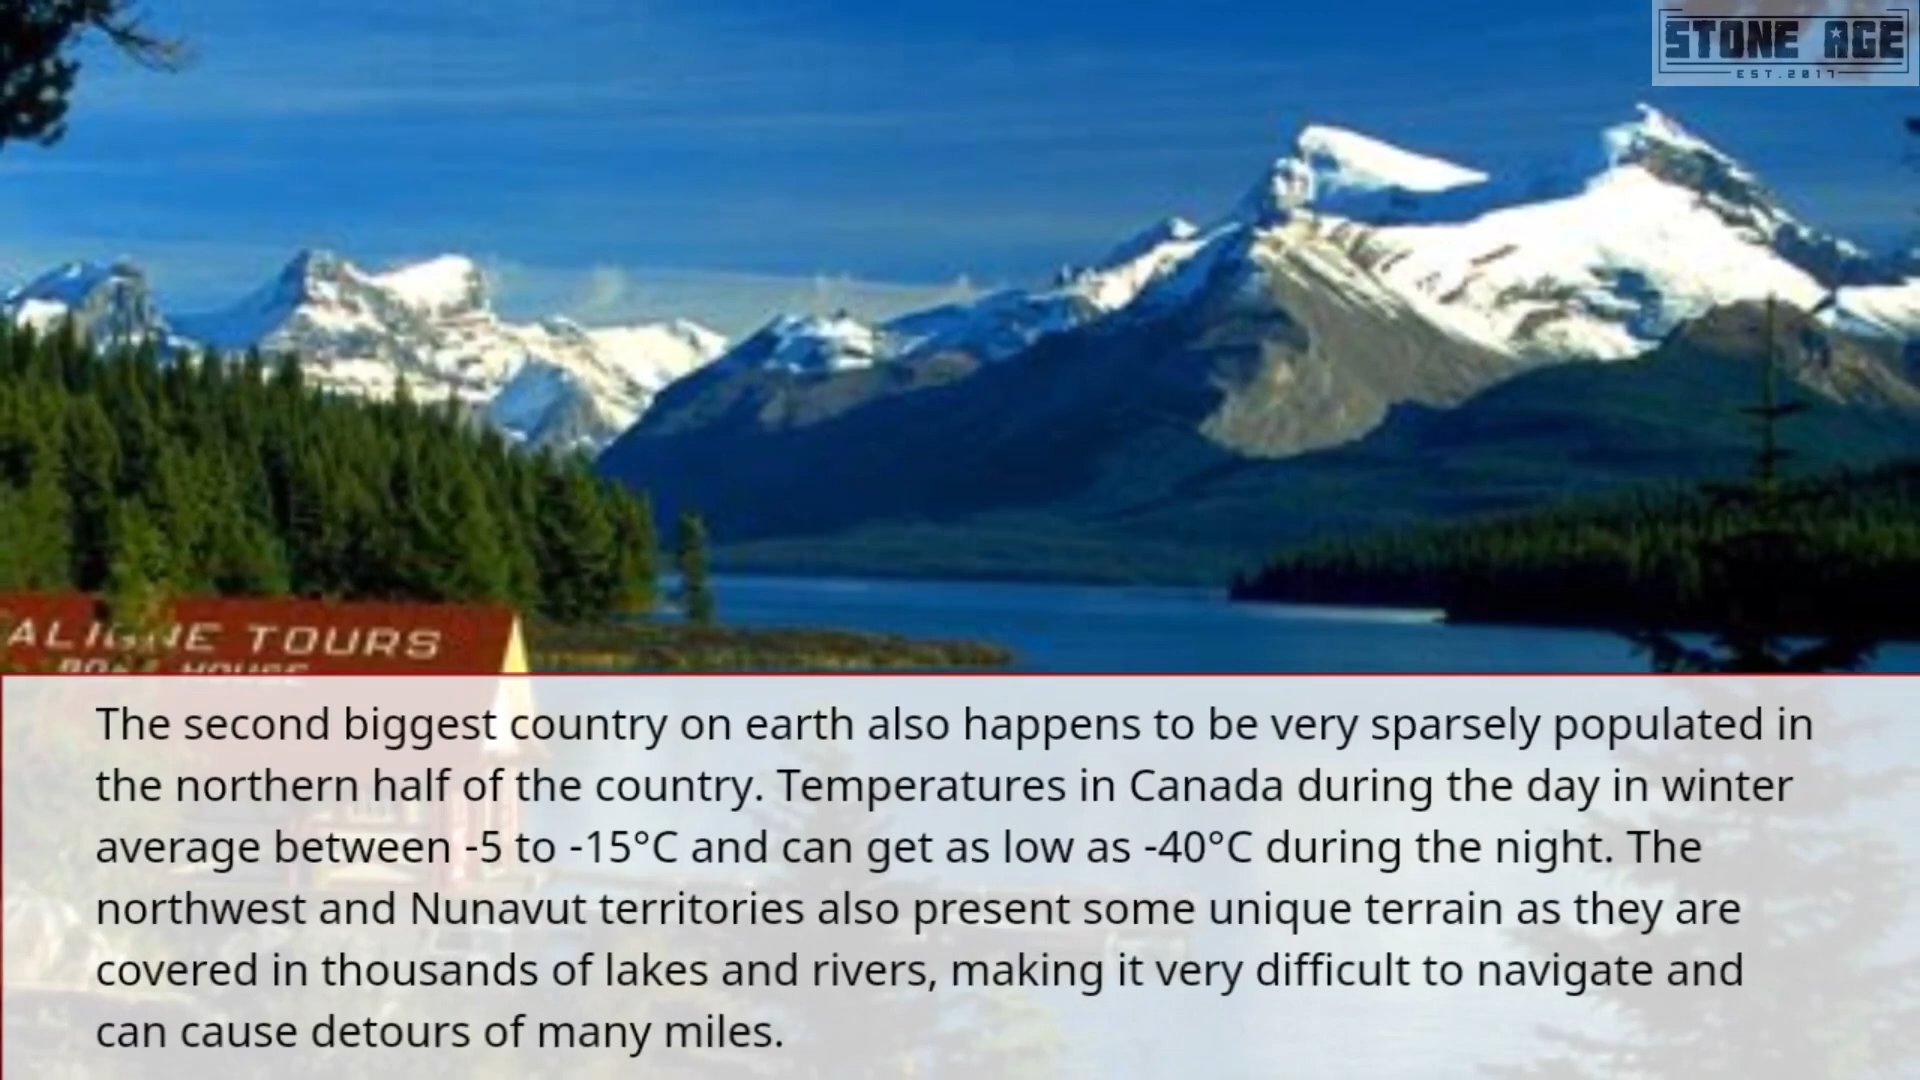 STONE AGE
EST.2017
ALIGNE TOURS
HOUSE
The second biggest country on earth also happens to be very sparsely populated in
the northern half of the country. Temperatures in Canada during the day in winter
average between -5 to -15°C and can get as low as -40°C during the night. The
northwest and Nunavut territories also present some unique terrain as they are
covered in thousands of lakes and rivers, making it very difficult to navigate and
can cause detours of many miles.